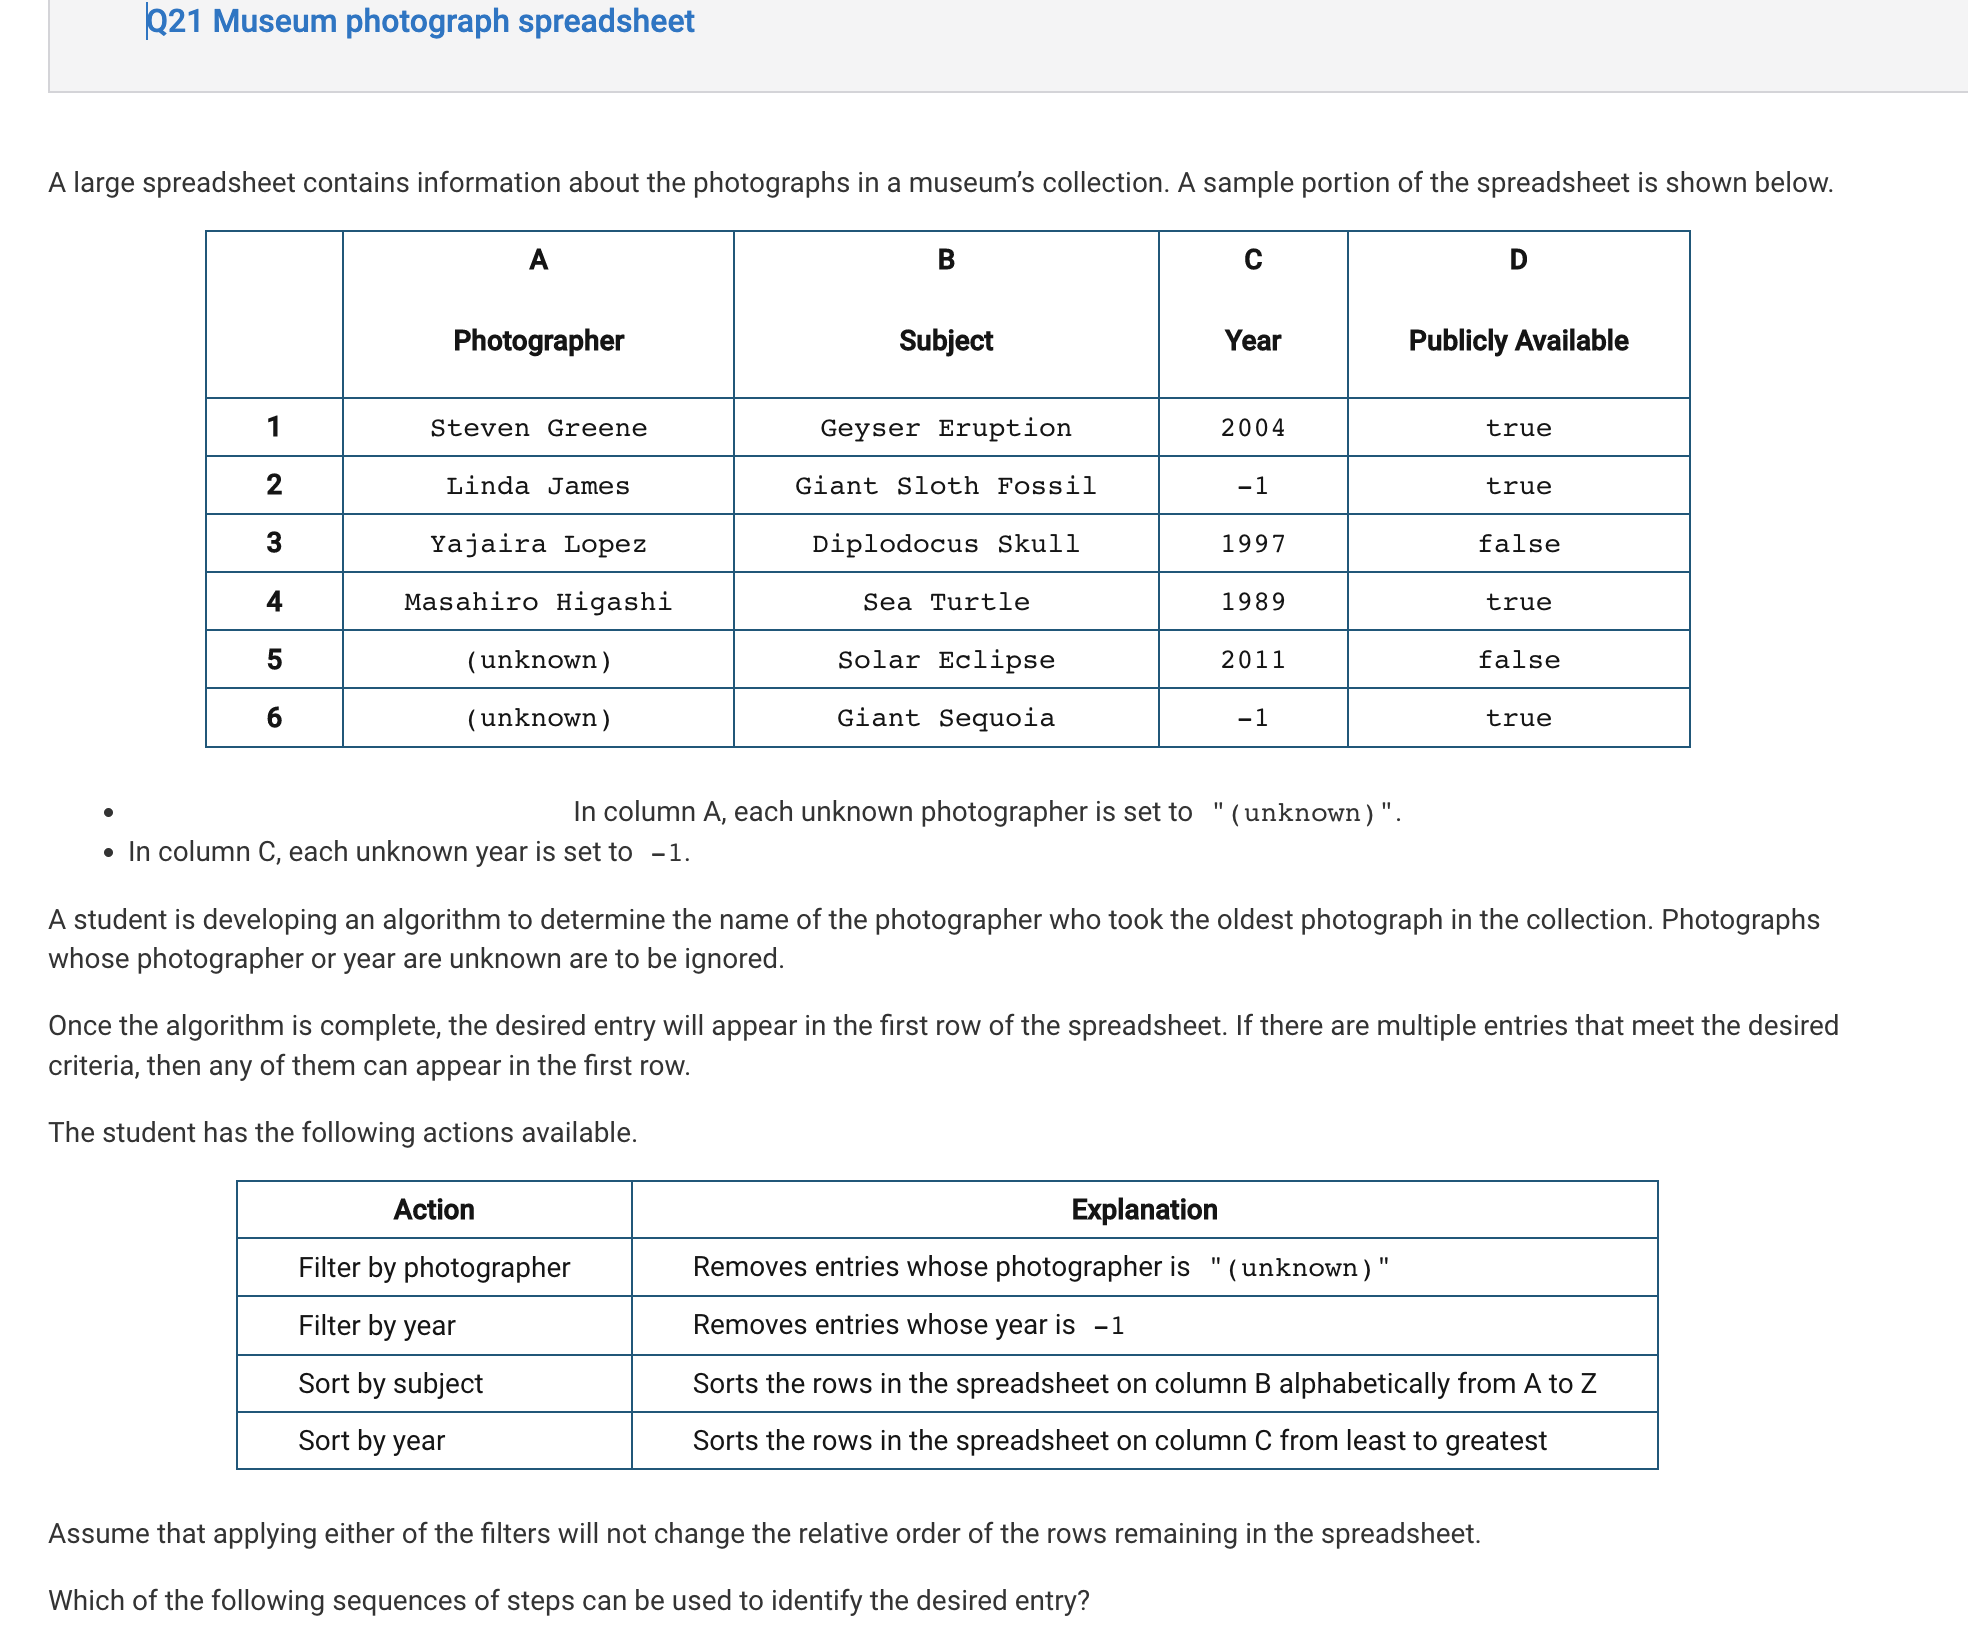 Q21 Museum photograph spreadsheet
A large spreadsheet contains information about the photographs in a museum’s collection. A sample portion of the spreadsheet is shown below.
A B C D
Photographer Subject Year Publicly Available
1 Steven Greene Geyser Eruption 2004 true
2 Linda James Giant Sloth Fossil -1 true
3 Yajaira Lopez Diplodocus Skull 1997 false
4 Masahiro Higashi Sea Turtle 1989 true
5 (unknown) Solar Eclipse 2011 false
6 (unknown) Giant Sequoia -1 true
• In column A, each unknown photographer is set to "(unknown)".
• In column C, each unknown year is set to -1.
A student is developing an algorithm to determine the name of the photographer who took the oldest photograph in the collection. Photographs
whose photographer or year are unknown are to be ignored.
Once the algorithm is complete, the desired entry will appear in the first row of the spreadsheet. If there are multiple entries that meet the desired
criteria, then any of them can appear in the first row.
The student has the following actions available.
Action Explanation
Filter by photographer Removes entries whose photographer is "(unknown)"
Filter by year Removes entries whose year is -1
Sort by subject Sorts the rows in the spreadsheet on column B alphabetically from A to Z
Sort by year Sorts the rows in the spreadsheet on column C from least to greatest
Assume that applying either of the filters will not change the relative order of the rows remaining in the spreadsheet.
Which of the following sequences of steps can be used to identify the desired entry?